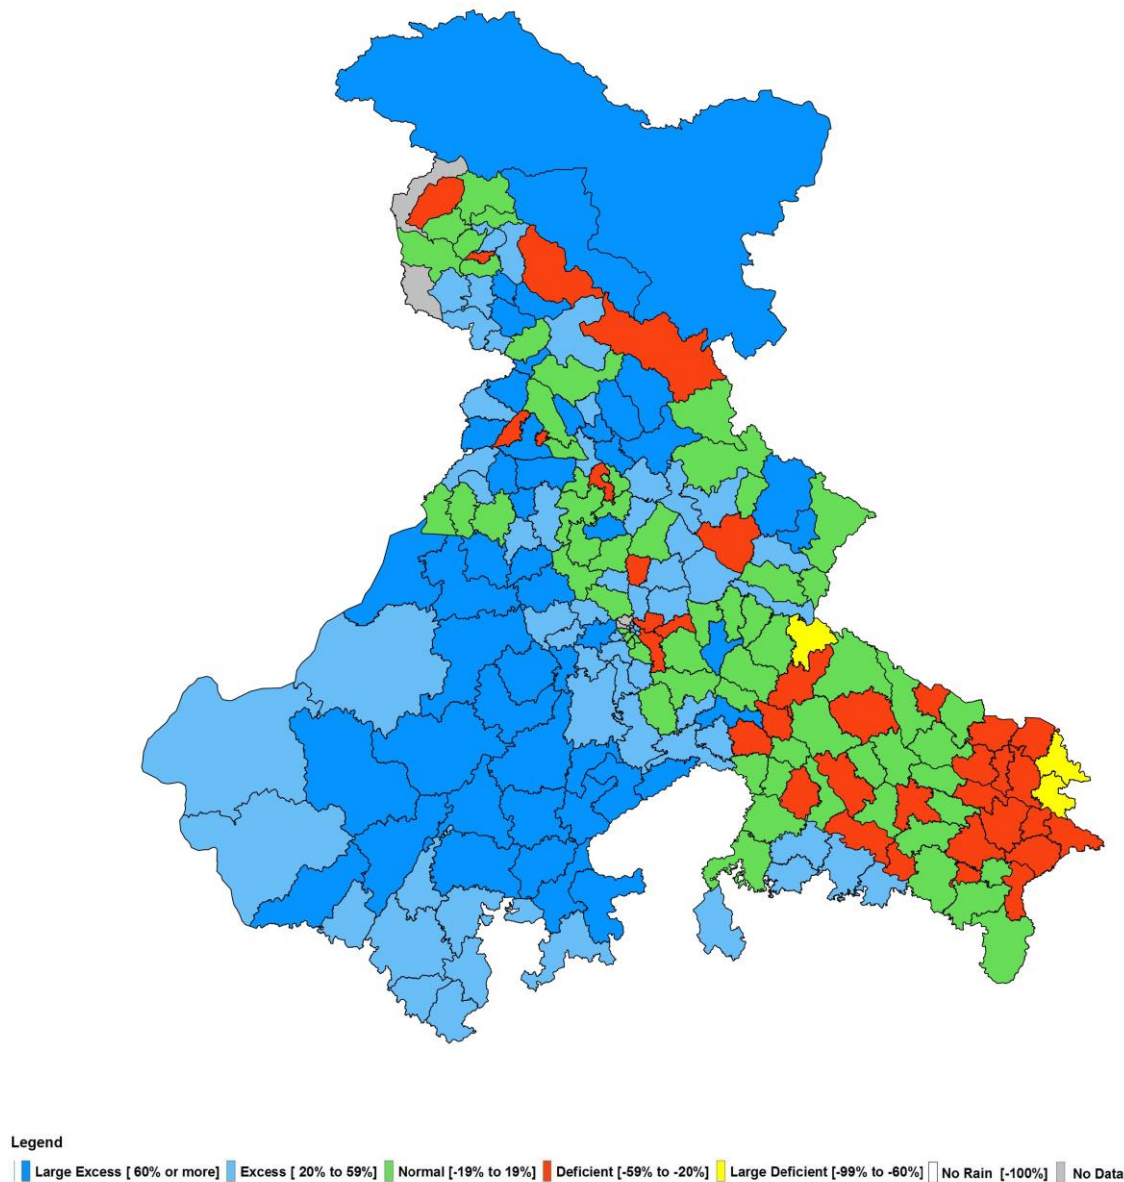 Legend
Large Excess [ 60% or more] Excess [ 20% to 59%] Normal [-19% to 19%] Deficient [-59% to -20%] Large Deficient [-99% to -60%] No Rain [-100%] No Data